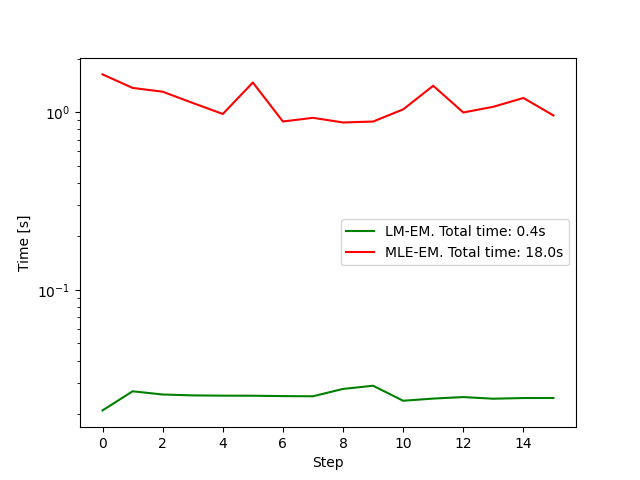 10⁰
10⁻¹
Time [s]
LM-EM. Total time: 0.4s
MLE-EM. Total time: 18.0s
0 2 4 6 8 10 12 14
Step